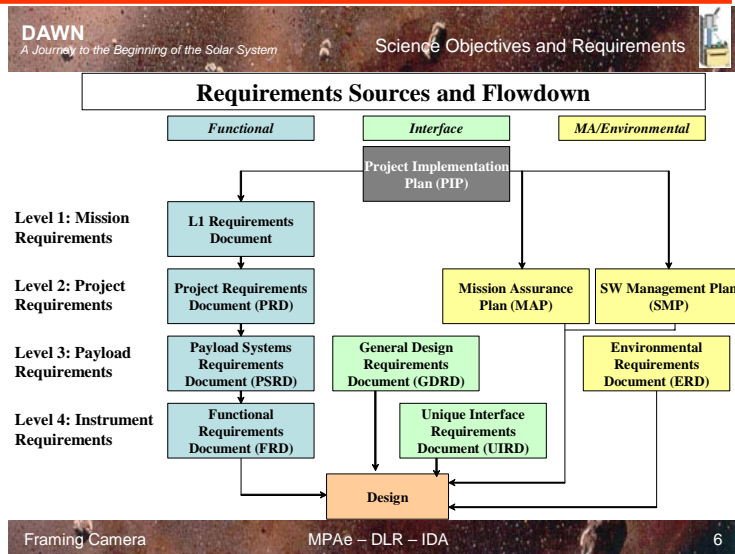 DAWN
A Journey to the Beginning of the Solar System
Science Objectives and Requirements
Requirements Sources and Flowdown
Functional
Interface
MA/Environmental
Project Implementation
Plan (PIP)
Level 1: Mission
Requirements
L1 Requirements
Document
Level 2: Project
Requirements
Project Requirements
Document (PRD)
Mission Assurance
Plan (MAP)
SW Management Plan
(SMP)
Level 3: Payload
Requirements
Payload Systems
Requirements
Document (PSRD)
General Design
Requirements
Document (GDRD)
Environmental
Requirements
Document (ERD)
Level 4: Instrument
Requirements
Functional
Requirements
Document (FRD)
Unique Interface
Requirements
Document (UIRD)
Design
Framing Camera
MPAe – DLR – IDA
6